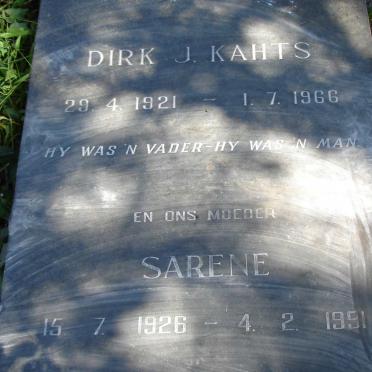 DIRK J. KAHTS
29. 4. 1921 - 1. 7. 1966
HY WAS 'N VADER-HY WAS 'N MAN
EN ONS MOEDER
SARENE
15 7. 1926 - 4. 2. 1991